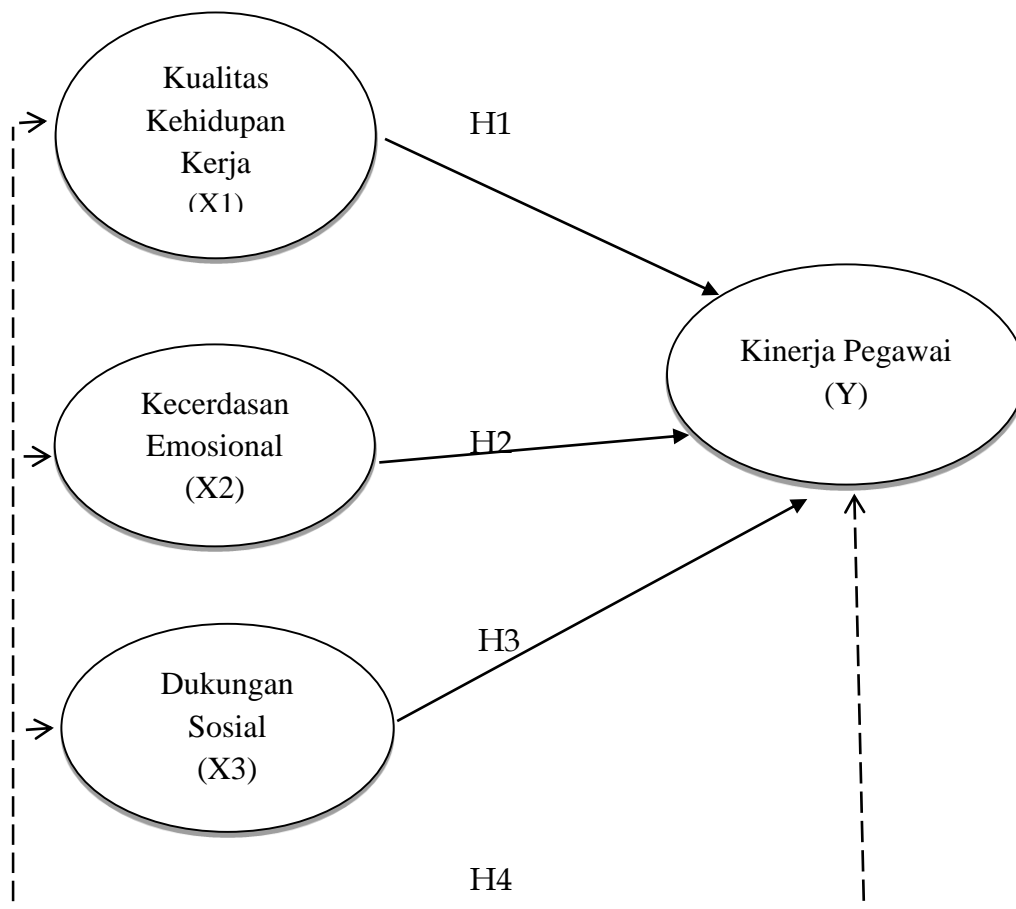 Kualitas
Kehidupan
Kerja
(X1)
H1
Kinerja Pegawai
(Y)
Kecerdasan
Emosional
(X2)
H2
Dukungan
Sosial
(X3)
H3
H4